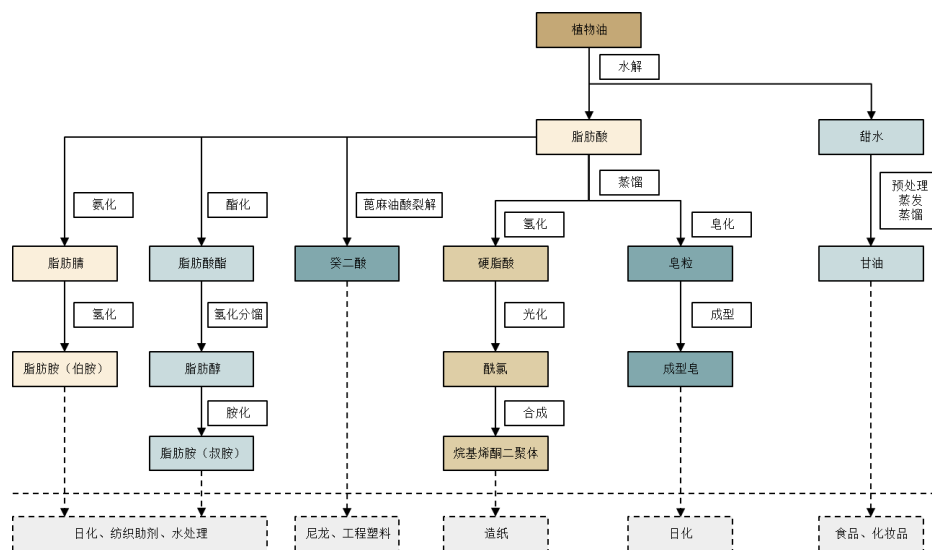 植物油
水解
脂肪酸
甜水
蒸馏
预处理
蒸发
蒸馏
氨化
酯化
蓖麻油酸裂解
氢化
皂化
脂肪腈
脂肪酸酯
癸二酸
硬脂酸
皂粒
甘油
氢化
氢化分馏
光化
成型
脂肪胺（伯胺）
脂肪醇
酰氯
成型皂
胺化
合成
脂肪胺（叔胺）
烷基烯酮二聚体
日化、纺织助剂、水处理
尼龙、工程塑料
造纸
日化
食品、化妆品